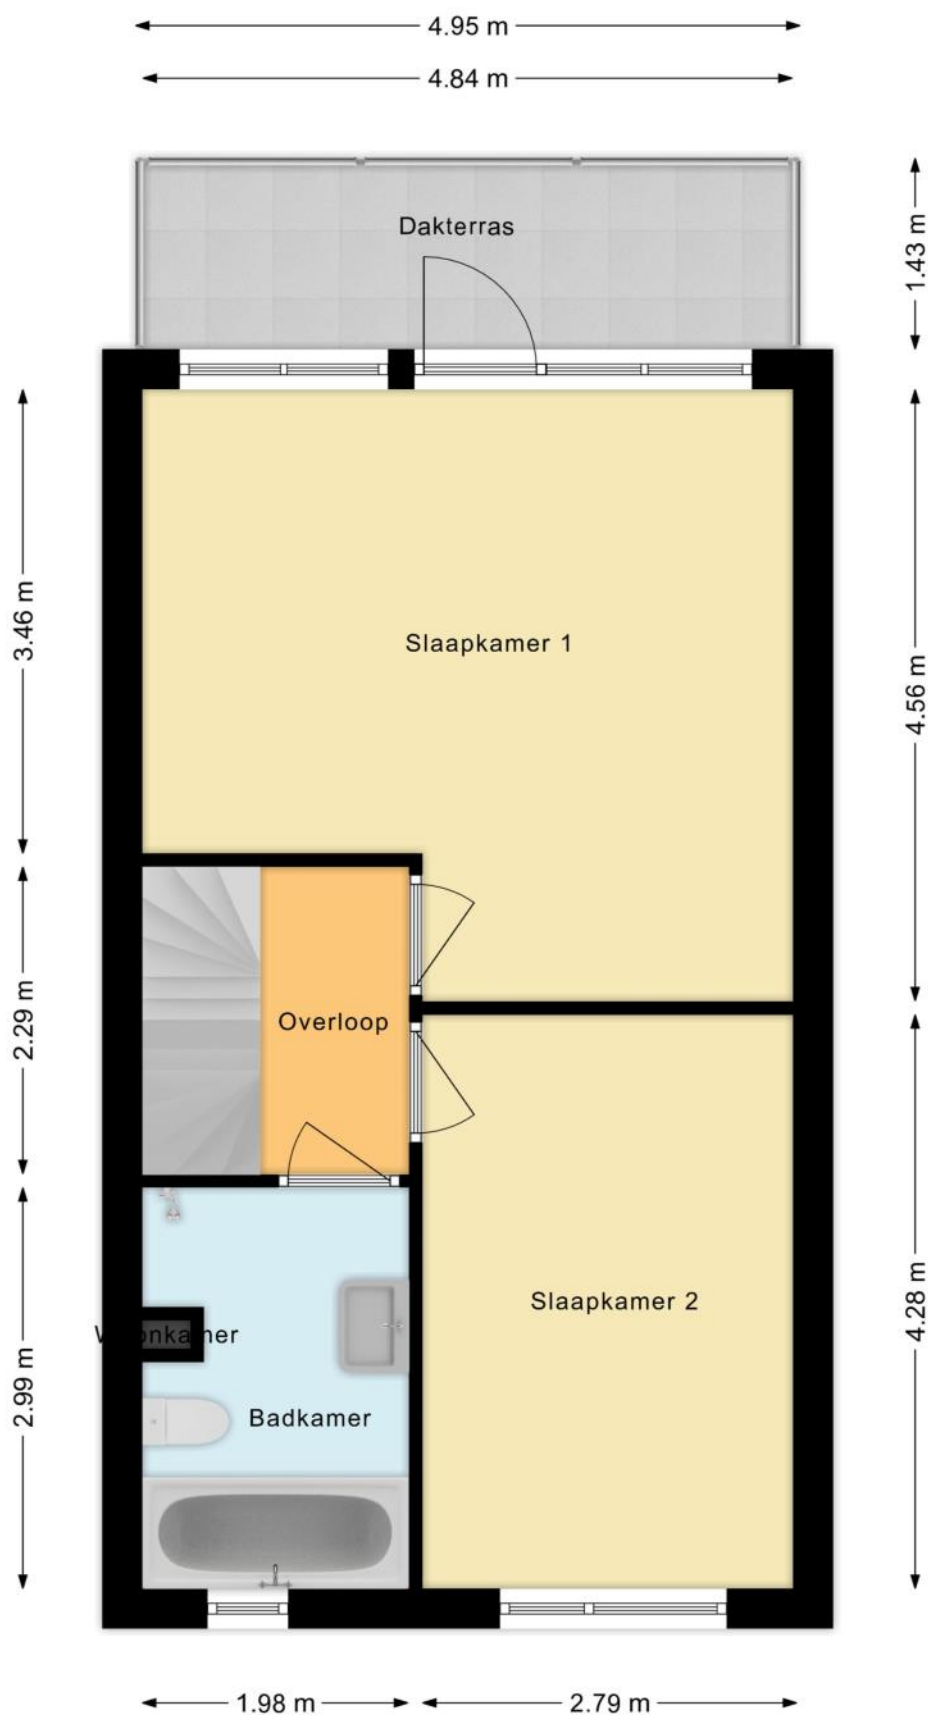 4.95 m
4.84 m
Dakterras
1.43 m
3.46 m
Slaapkamer 1
4.56 m
2.29 m
Overloop
Slaapkamer 2
4.28 m
Woonkamer
2.99 m
Badkamer
1.98 m
2.79 m